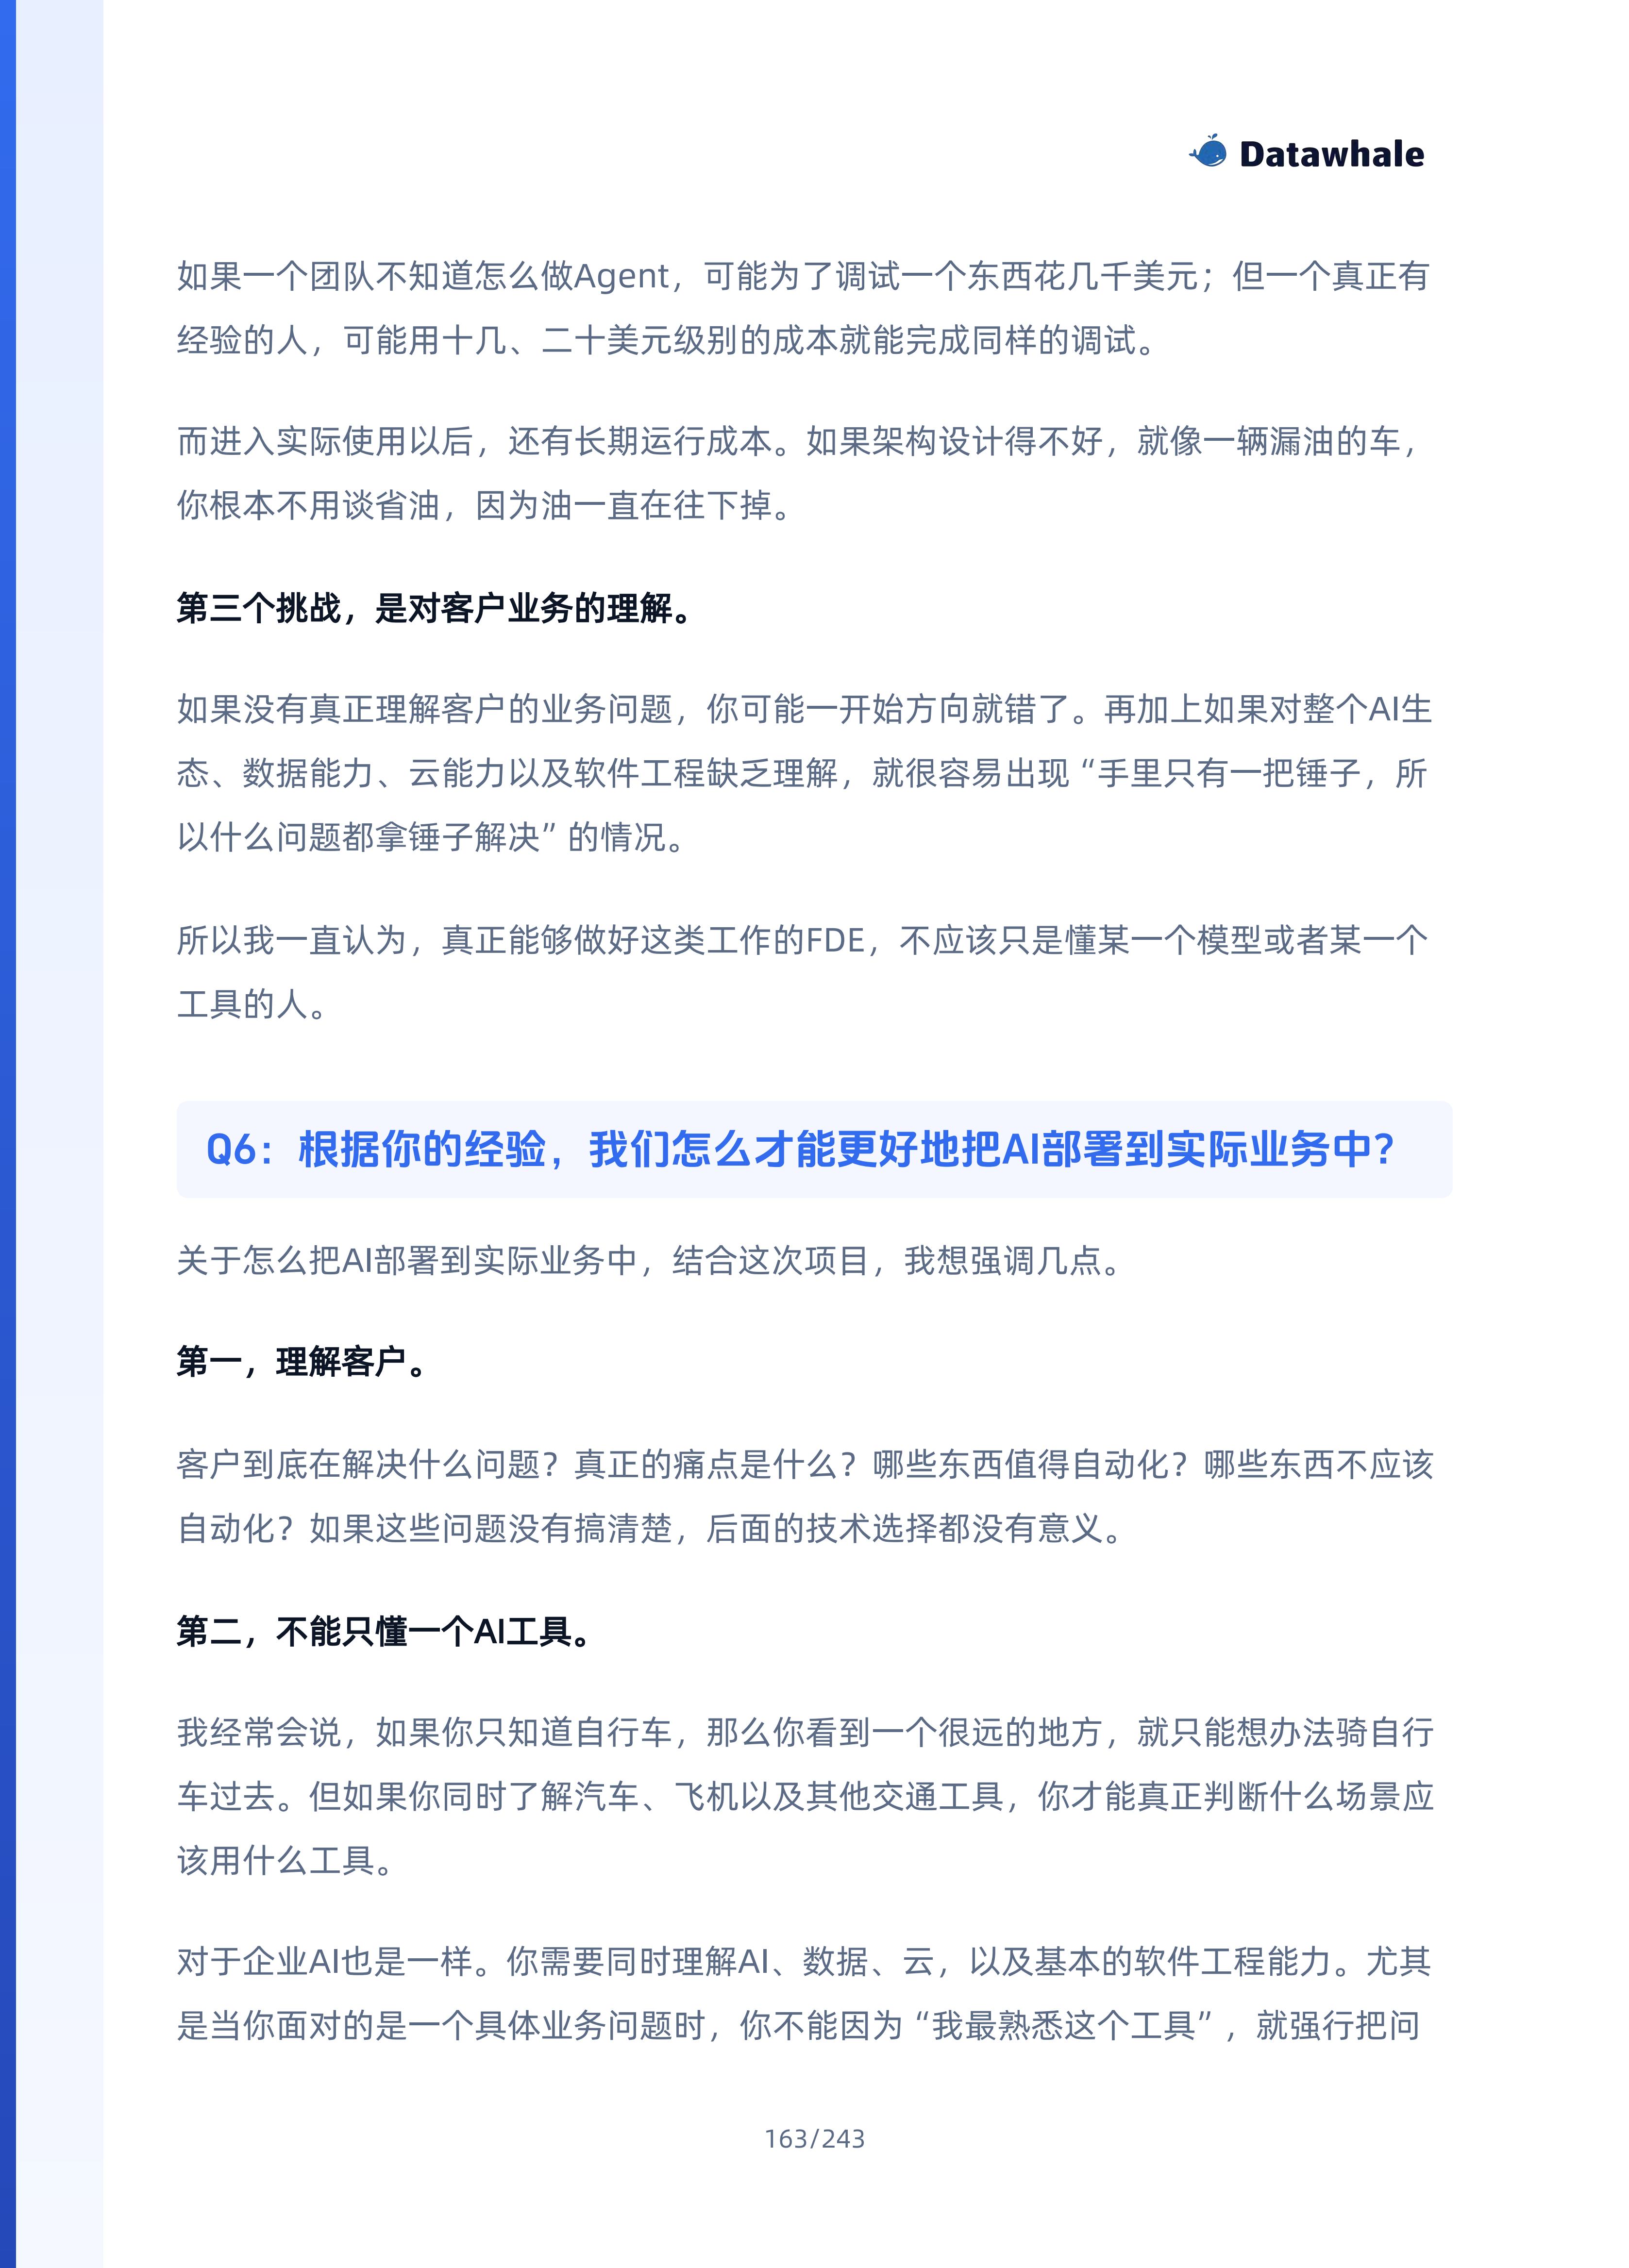 Datawhale
如果一个团队不知道怎么做Agent，可能为了调试一个东西花几千美元；但一个真正有
经验的人，可能用十几、二十美元级别的成本就能完成同样的调试。
而进入实际使用以后，还有长期运行成本。如果架构设计得不好，就像一辆漏油的车，
你根本不用谈省油，因为油一直在往下掉。
第三个挑战，是对客户业务的理解。
如果没有真正理解客户的业务问题，你可能一开始方向就错了。再加上如果对整个AI生
态、数据能力、云能力以及软件工程缺乏理解，就很容易出现“手里只有一把锤子，所
以什么问题都拿锤子解决”的情况。
所以我一直认为，真正能够做好这类工作的FDE，不应该只是懂某一个模型或者某一个
工具的人。
Q6：根据你的经验，我们怎么才能更好地把AI部署到实际业务中？
关于怎么把AI部署到实际业务中，结合这次项目，我想强调几点。
第一，理解客户。
客户到底在解决什么问题？真正的痛点是什么？哪些东西值得自动化？哪些东西不应该
自动化？如果这些问题没有搞清楚，后面的技术选择都没有意义。
第二，不能只懂一个AI工具。
我经常会说，如果你只知道自行车，那么你看到一个很远的地方，就只能想办法骑自行
车过去。但如果你同时了解汽车、飞机以及其他交通工具，你才能真正判断什么场景应
该用什么工具。
对于企业AI也是一样。你需要同时理解AI、数据、云，以及基本的软件工程能力。尤其
是当你面对的是一个具体业务问题时，你不能因为“我最熟悉这个工具”，就强行把问
163/243